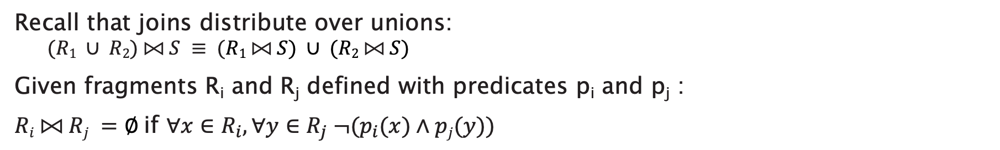 Recall that joins distribute over unions:
(R₁ ∪ R₂) ⋈ S ≡ (R₁ ⋈ S) ∪ (R₂ ⋈ S)
Given fragments Rᵢ and Rⱼ defined with predicates pᵢ and pⱼ :
Rᵢ ⋈ Rⱼ = ∅ if ∀x ∈ Rᵢ, ∀y ∈ Rⱼ ¬(pᵢ(x) ∧ pⱼ(y))